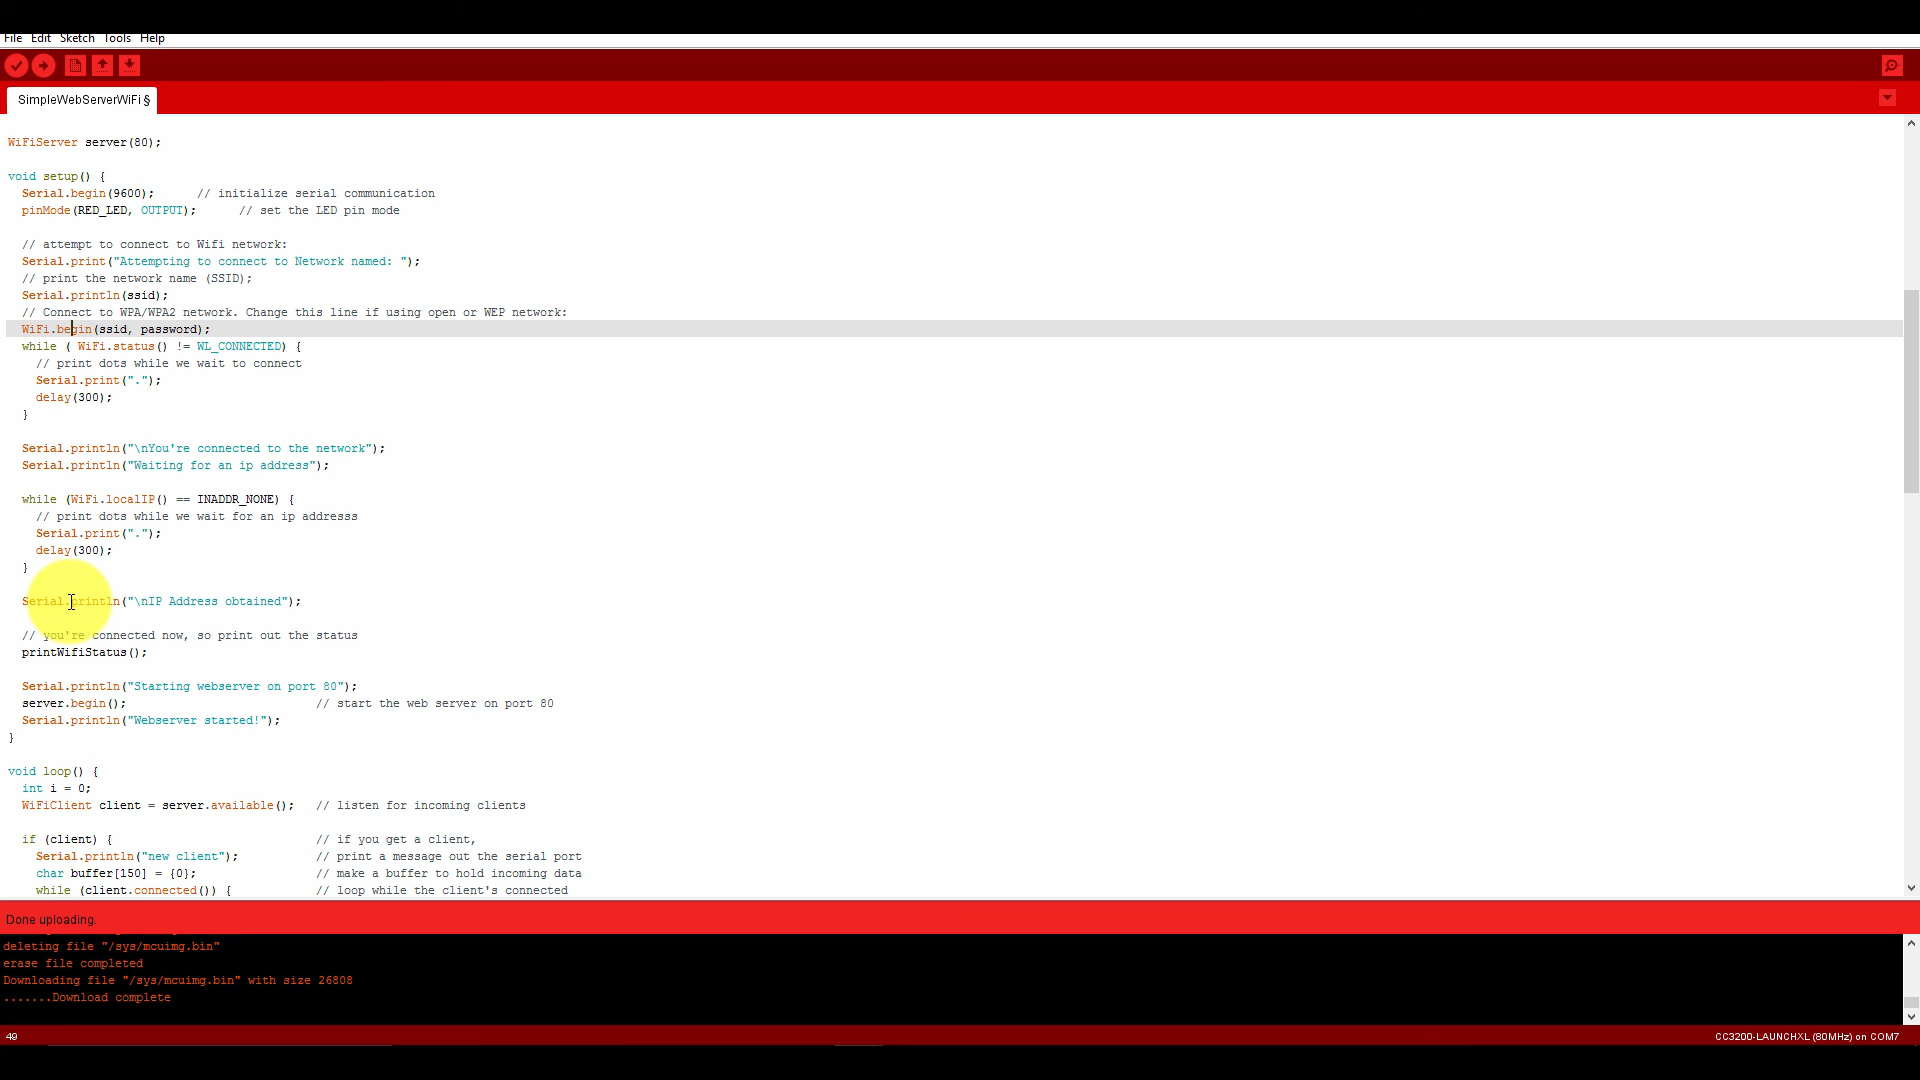 File Edit Sketch Tools Help
SimpleWebServerWiFi §
WiFiServer server(80);
void setup() {
  Serial.begin(9600);      // initialize serial communication
  pinMode(RED_LED, OUTPUT);      // set the LED pin mode
  // attempt to connect to Wifi network:
  Serial.print("Attempting to connect to Network named: ");
  // print the network name (SSID);
  Serial.println(ssid);
  // Connect to WPA/WPA2 network. Change this line if using open or WEP network:
  WiFi.begin(ssid, password);
  while ( WiFi.status() != WL_CONNECTED) {
    // print dots while we wait to connect
    Serial.print(".");
    delay(300);
  }
  Serial.println("\nYou're connected to the network");
  Serial.println("Waiting for an ip address");
  while (WiFi.localIP() == INADDR_NONE) {
    // print dots while we wait for an ip addresss
    Serial.print(".");
    delay(300);
  }
  Serial.println("\nIP Address obtained");
  // you're connected now, so print out the status
  printWifiStatus();
  Serial.println("Starting webserver on port 80");
  server.begin();                           // start the web server on port 80
  Serial.println("Webserver started!");
}
void loop() {
  int i = 0;
  WiFiClient client = server.available();   // listen for incoming clients
  if (client) {                             // if you get a client,
    Serial.println("new client");           // print a message out the serial port
    char buffer[150] = {0};                 // make a buffer to hold incoming data
    while (client.connected()) {            // loop while the client's connected
Done uploading.
deleting file "/sys/mcuimg.bin"
erase file completed
Downloading file "/sys/mcuimg.bin" with size 26808
.......Download complete
49
CC3200-LAUNCHXL (80MHz) on COM7